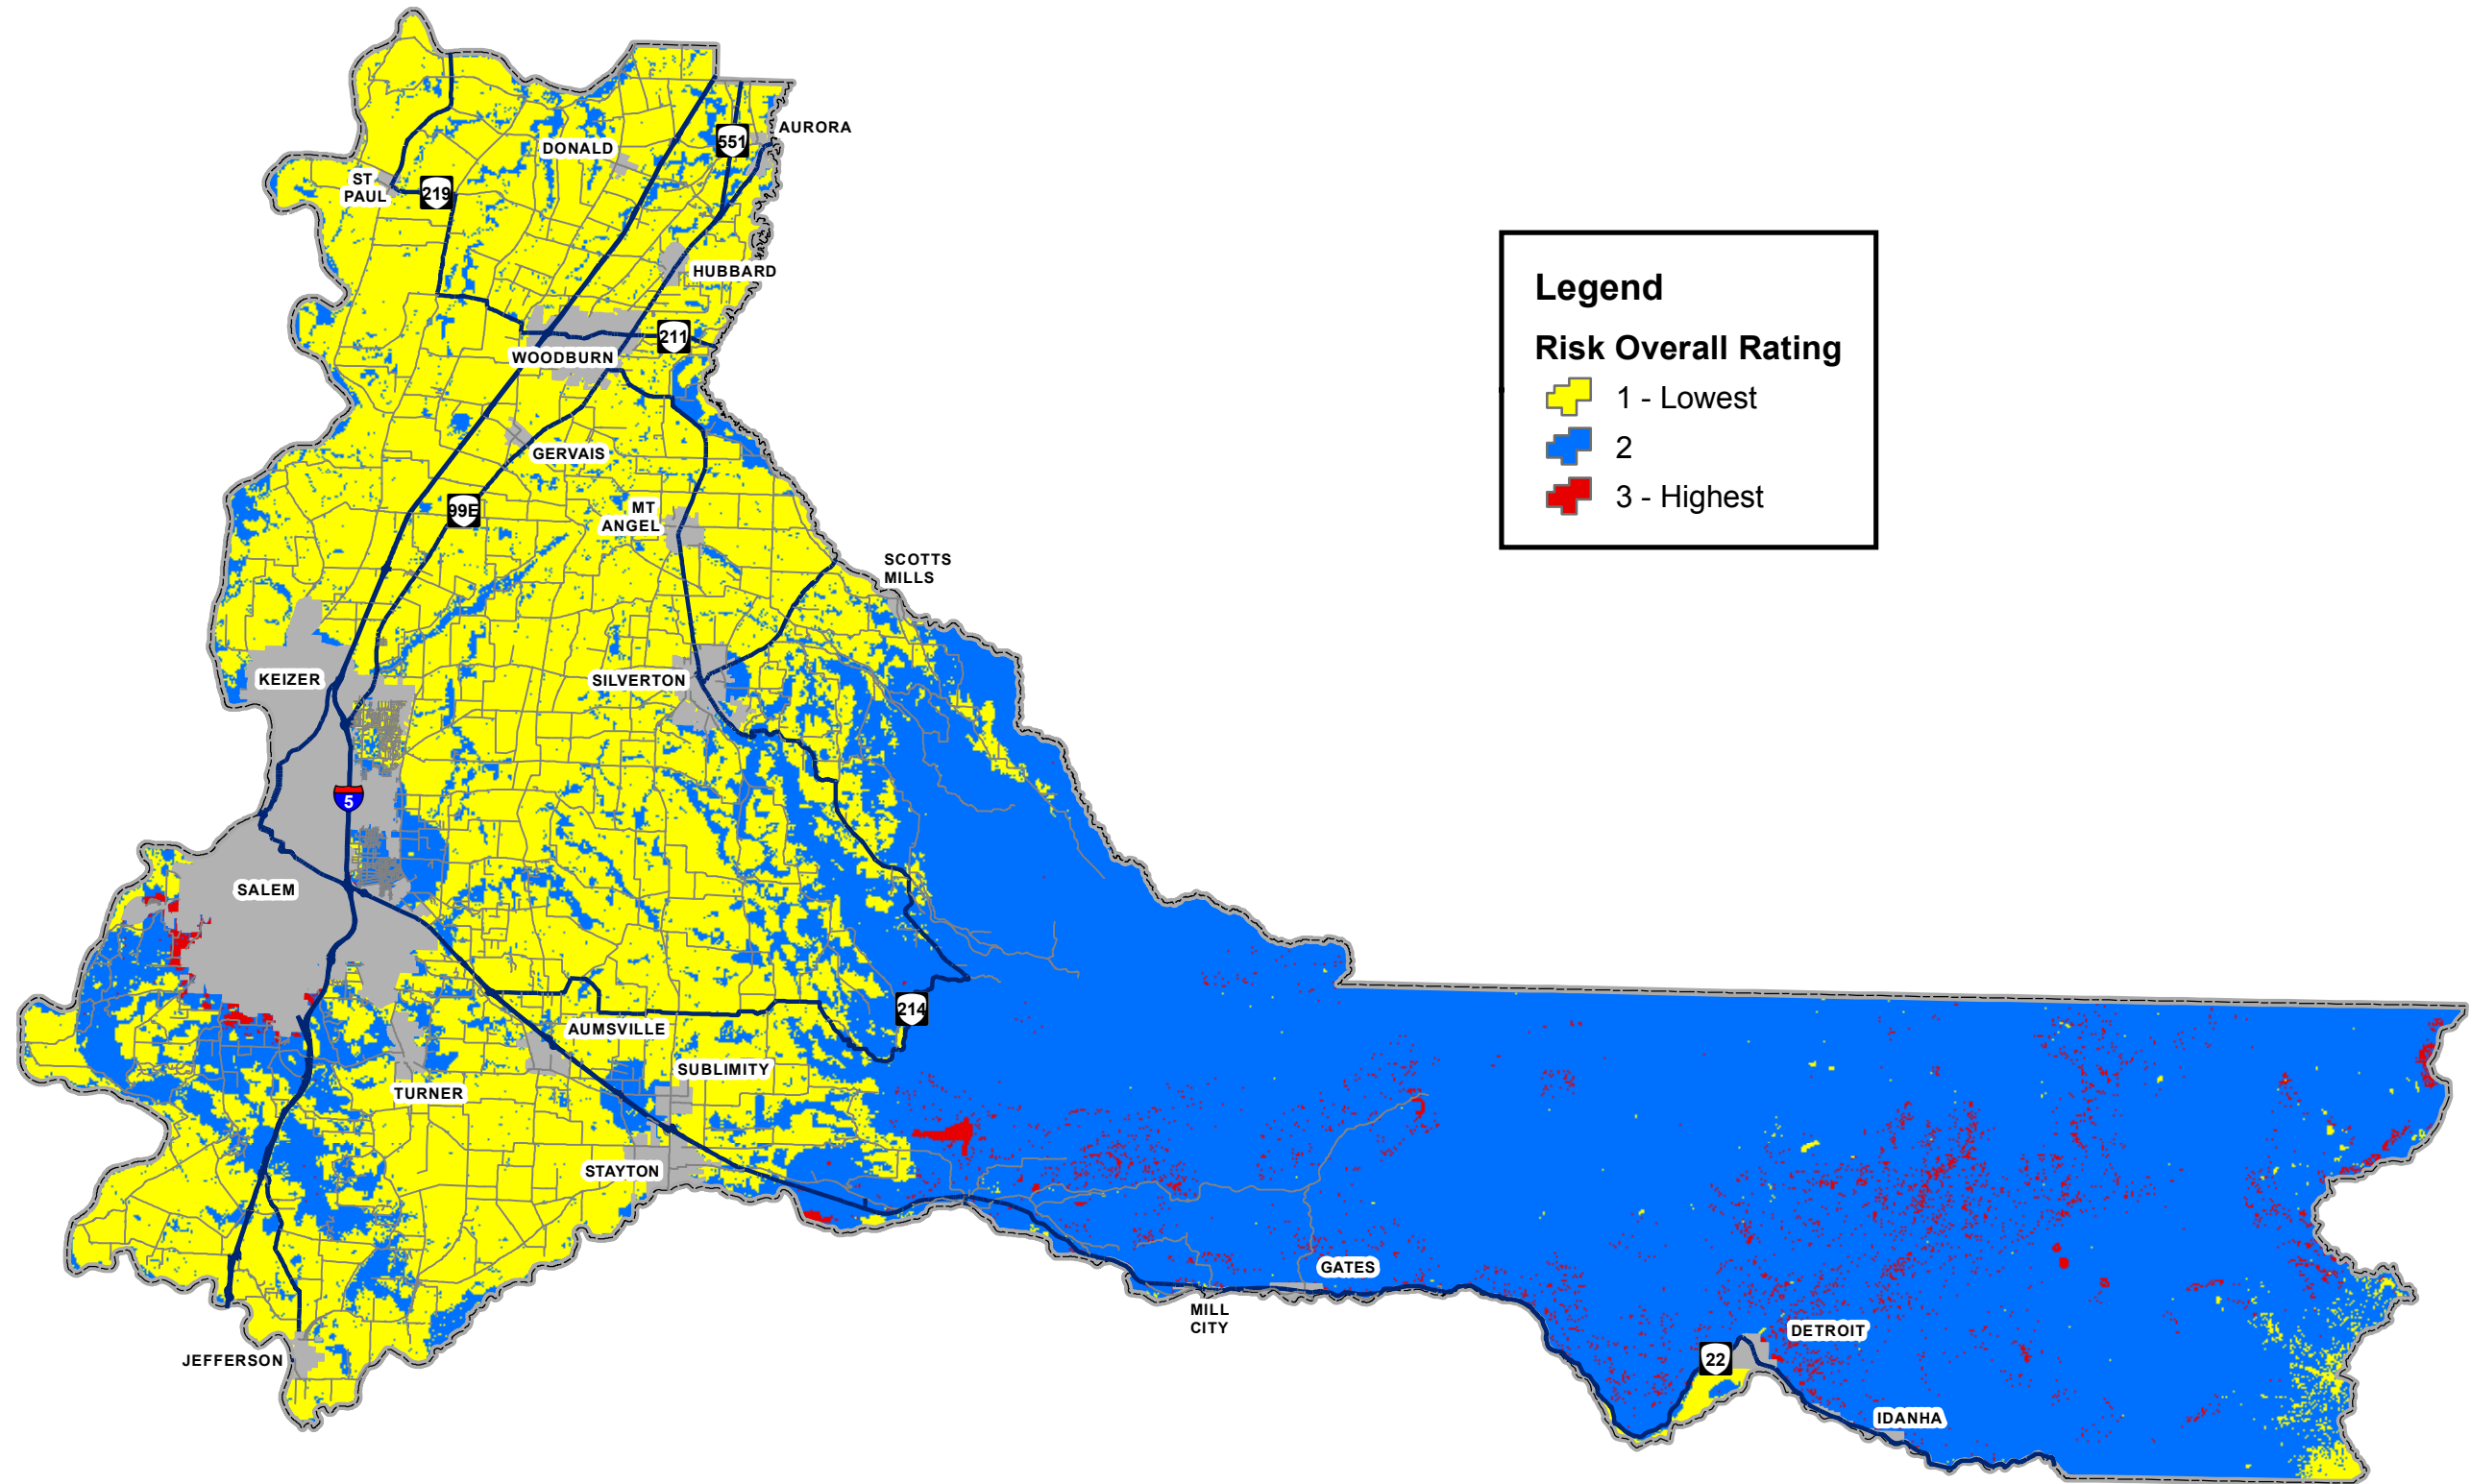 AURORA
551
DONALD
ST
PAUL
219
HUBBARD
Legend
Risk Overall Rating
1 - Lowest
2
3 - Highest
211
WOODBURN
GERVAIS
99E
MT
ANGEL
SCOTTS
MILLS
KEIZER
SILVERTON
5
SALEM
214
AUMSVILLE
SUBLIMITY
TURNER
STAYTON
GATES
MILL
CITY
DETROIT
22
JEFFERSON
IDANHA